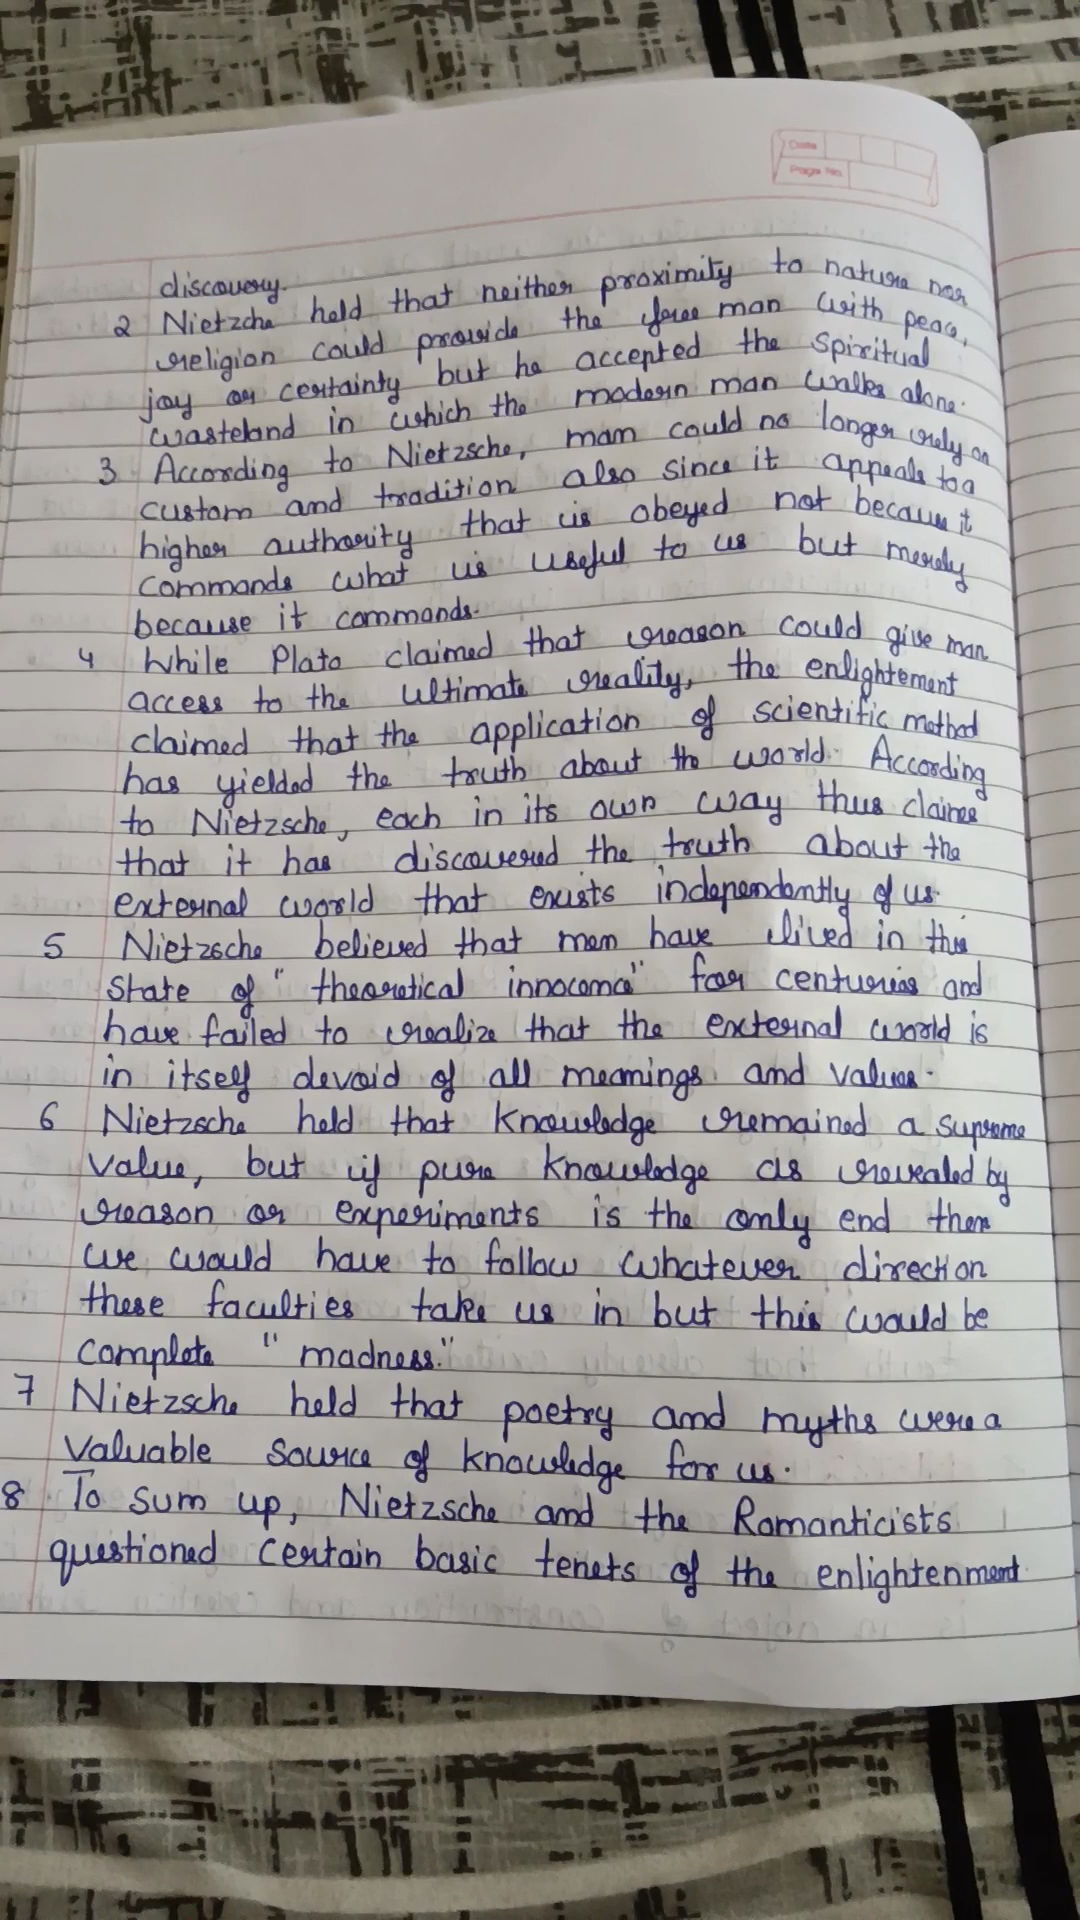 Date
Page No.
discovery.
2 Nietzche held that neither proximity to nature nor
religion could provide the free man with peace,
joy or certainty but he accepted the spiritual
wasteland in which the modern man walks alone.
3 According to Nietzsche, man could no longer rely on
custom and tradition also since it appeals to a
higher authority that is obeyed not because it
commands what is useful to us but merely
because it commands.
4 While Plato claimed that reason could give man
access to the ultimate reality, the enlightement
claimed that the application of scientific method
has yielded the truth about the world. According
to Nietzsche, each in its own way thus claims
that it has discovered the truth about the
external world that exists independently of us.
5 Nietzsche believed that men have lived in this
state of "theoretical innocence" for centuries and
have failed to realize that the external world is
in itself devoid of all meanings and values.
6 Nietzsche held that knowledge remained a supreme
value, but if pure knowledge as revealed by
reason or experiments is the only end then
we would have to follow whatever direction
these faculties take us in but this would be
complete "madness."
7 Nietzsche held that poetry and myths were a
valuable source of knowledge for us.
8 To sum up, Nietzsche and the Romanticists
questioned certain basic tenets of the enlightenment